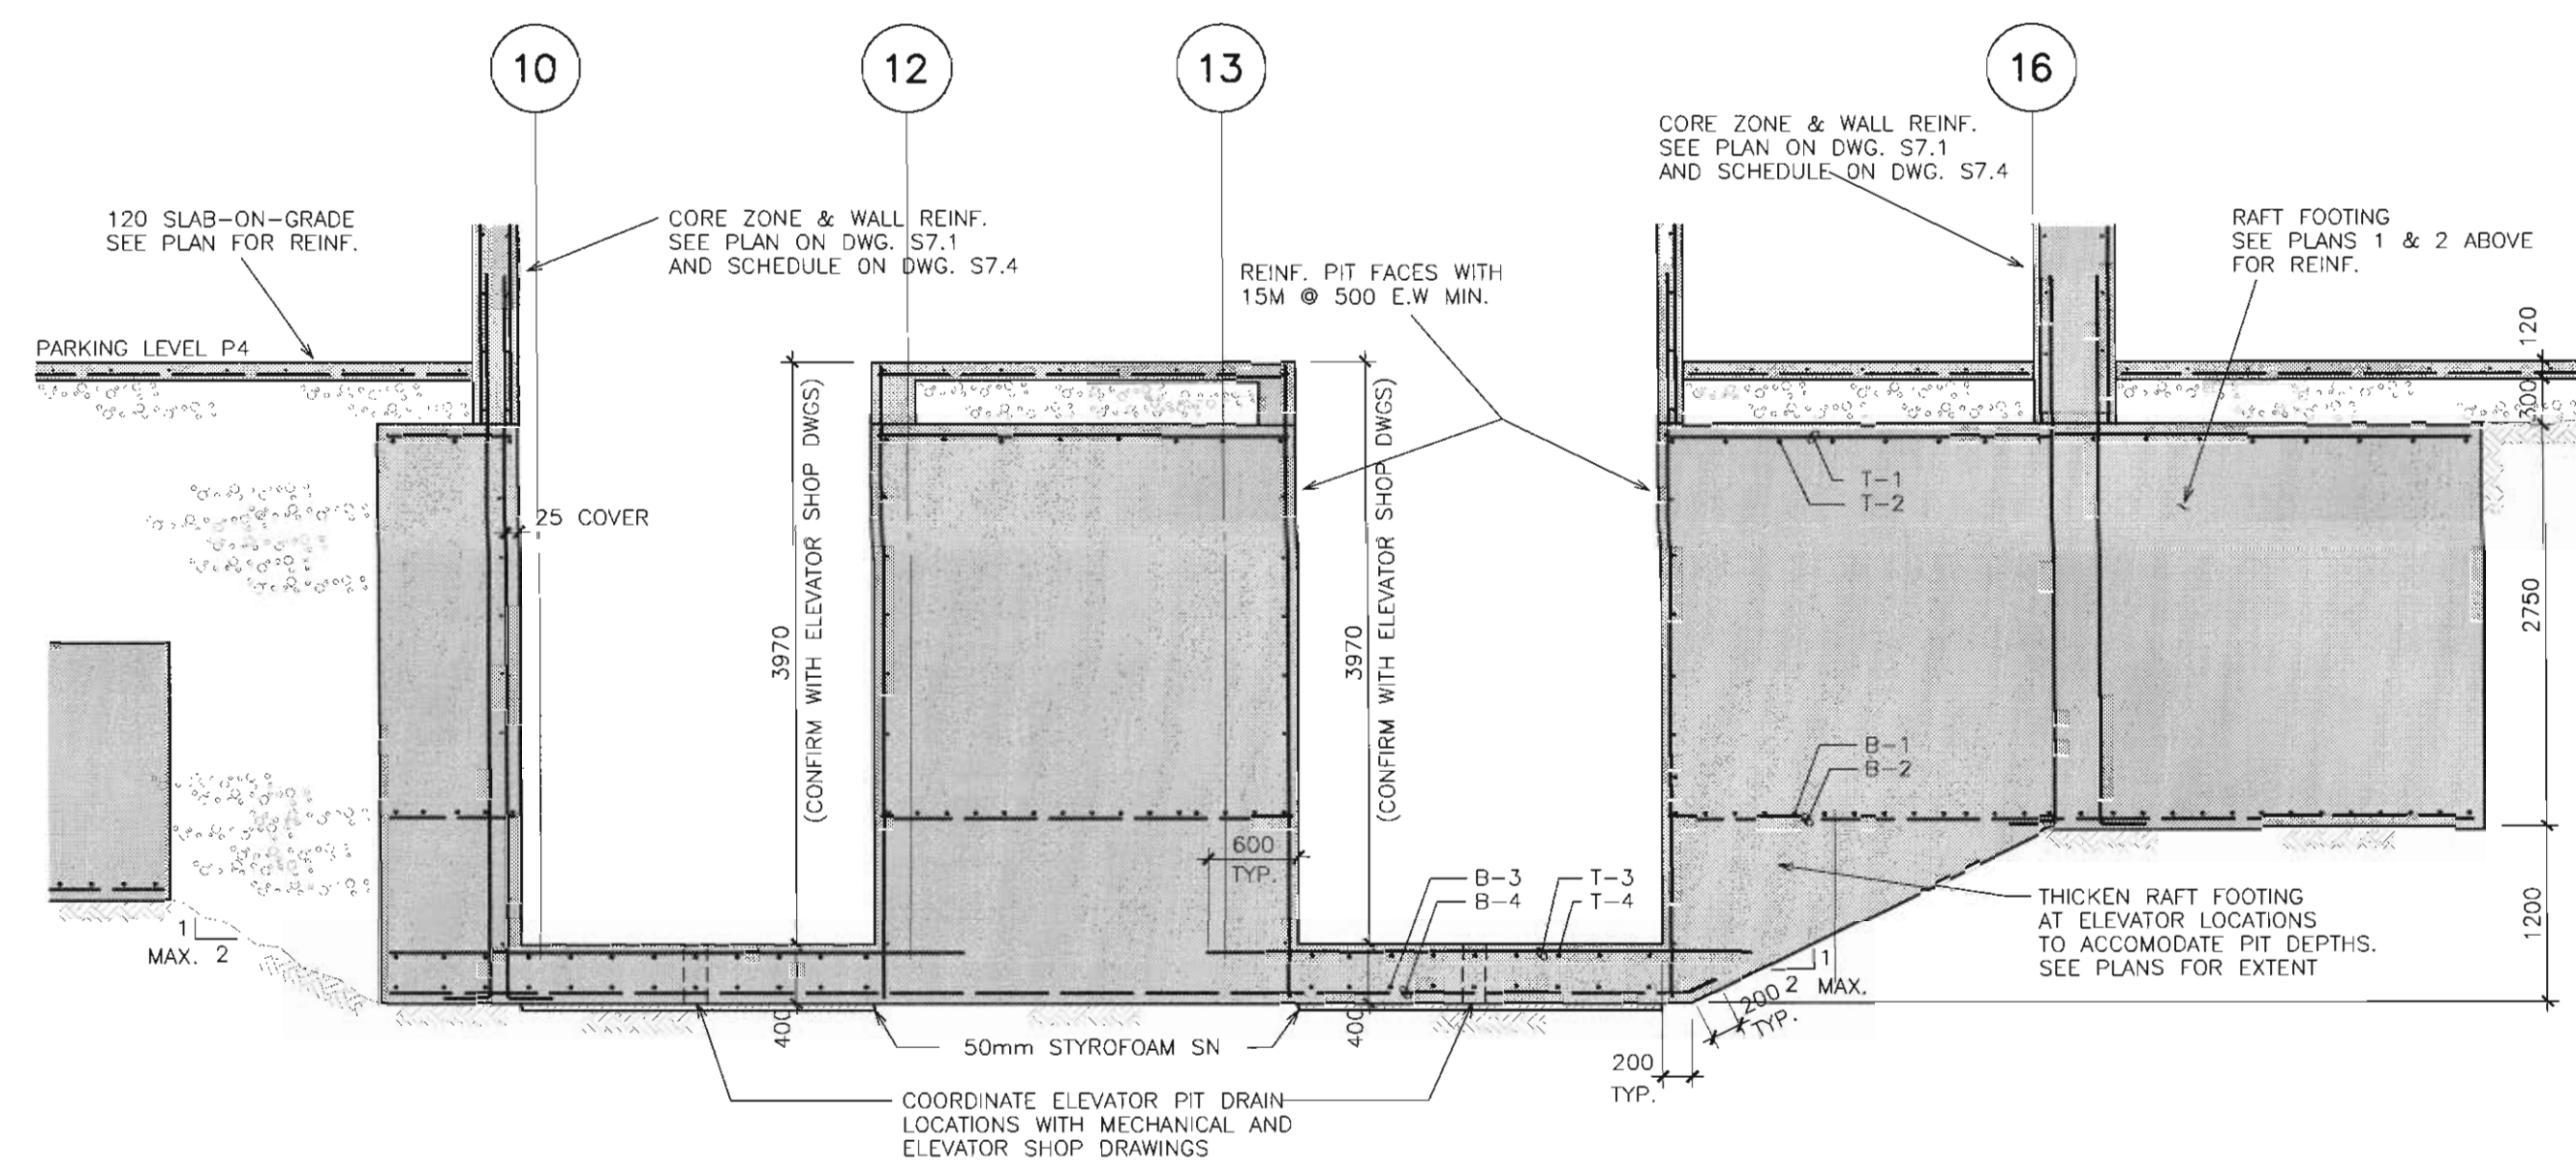 10
12
13
16
CORE ZONE & WALL REINF.
SEE PLAN ON DWG. S7.1
AND SCHEDULE ON DWG. S7.4
120 SLAB-ON-GRADE
SEE PLAN FOR REINF.
CORE ZONE & WALL REINF.
SEE PLAN ON DWG. S7.1
AND SCHEDULE ON DWG. S7.4
RAFT FOOTING
SEE PLANS 1 & 2 ABOVE
FOR REINF.
REINF. PIT FACES WITH
15M @ 500 E.W MIN.
PARKING LEVEL P4
120
300
2750
1200
25 COVER
3970
(CONFIRM WITH ELEVATOR SHOP DWGS)
3970
(CONFIRM WITH ELEVATOR SHOP DWGS)
T-1
T-2
B-1
B-2
600
TYP.
B-3
B-4
T-3
T-4
THICKEN RAFT FOOTING
AT ELEVATOR LOCATIONS
TO ACCOMODATE PIT DEPTHS.
SEE PLANS FOR EXTENT
1
MAX. 2
1
2 MAX.
200
TYP.
400
400
50mm STYROFOAM SN
200
TYP.
COORDINATE ELEVATOR PIT DRAIN
LOCATIONS WITH MECHANICAL AND
ELEVATOR SHOP DRAWINGS